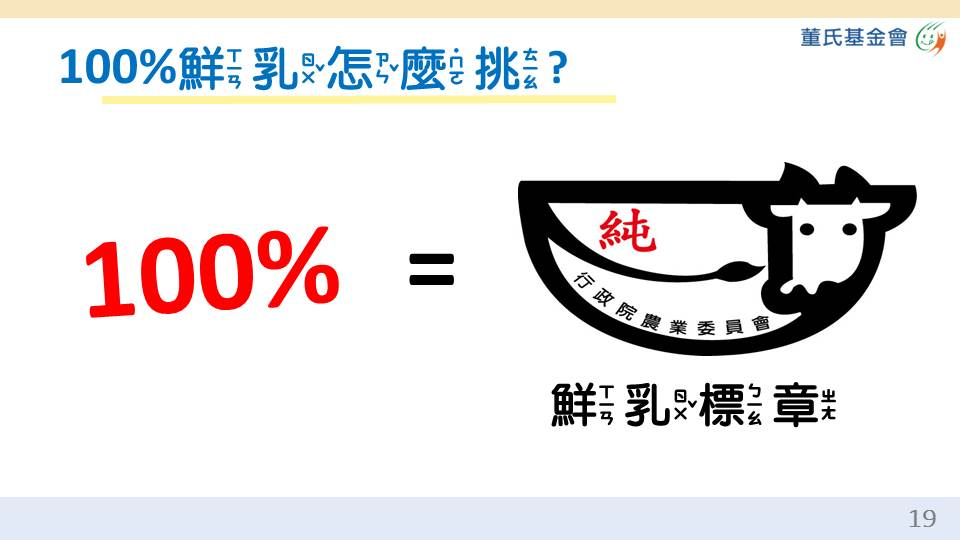 董氏基金會
100%鮮ㄒㄧㄢ乳ㄖㄨˇ怎ㄗㄣˇ麼˙ㄇㄜ挑ㄊㄧㄠ?
100% =
純
行政院農業委員會
鮮ㄒㄧㄢ乳ㄖㄨˇ標ㄅㄧㄠ章ㄓㄤ
19